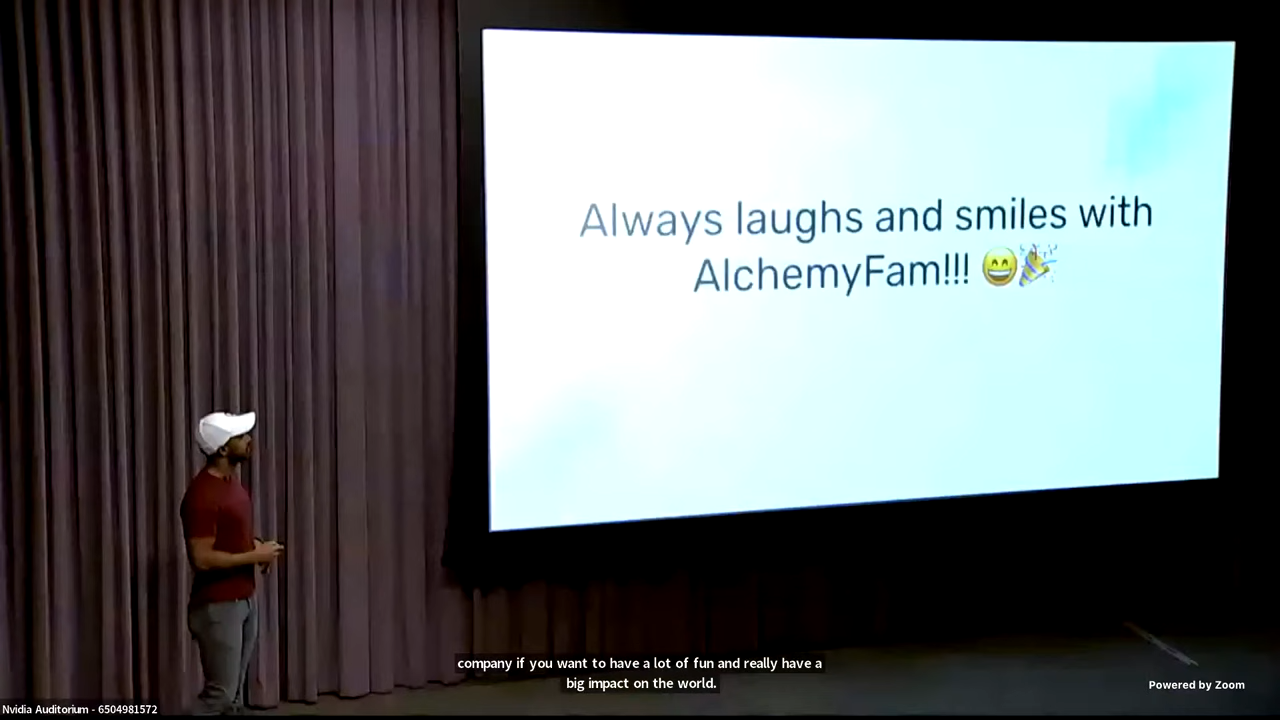 Always laughs and smiles with
AlchemyFam!!! 😄🎉
company if you want to have a lot of fun and really have a
big impact on the world.
Powered by Zoom
Nvidia Auditorium - 6504981572